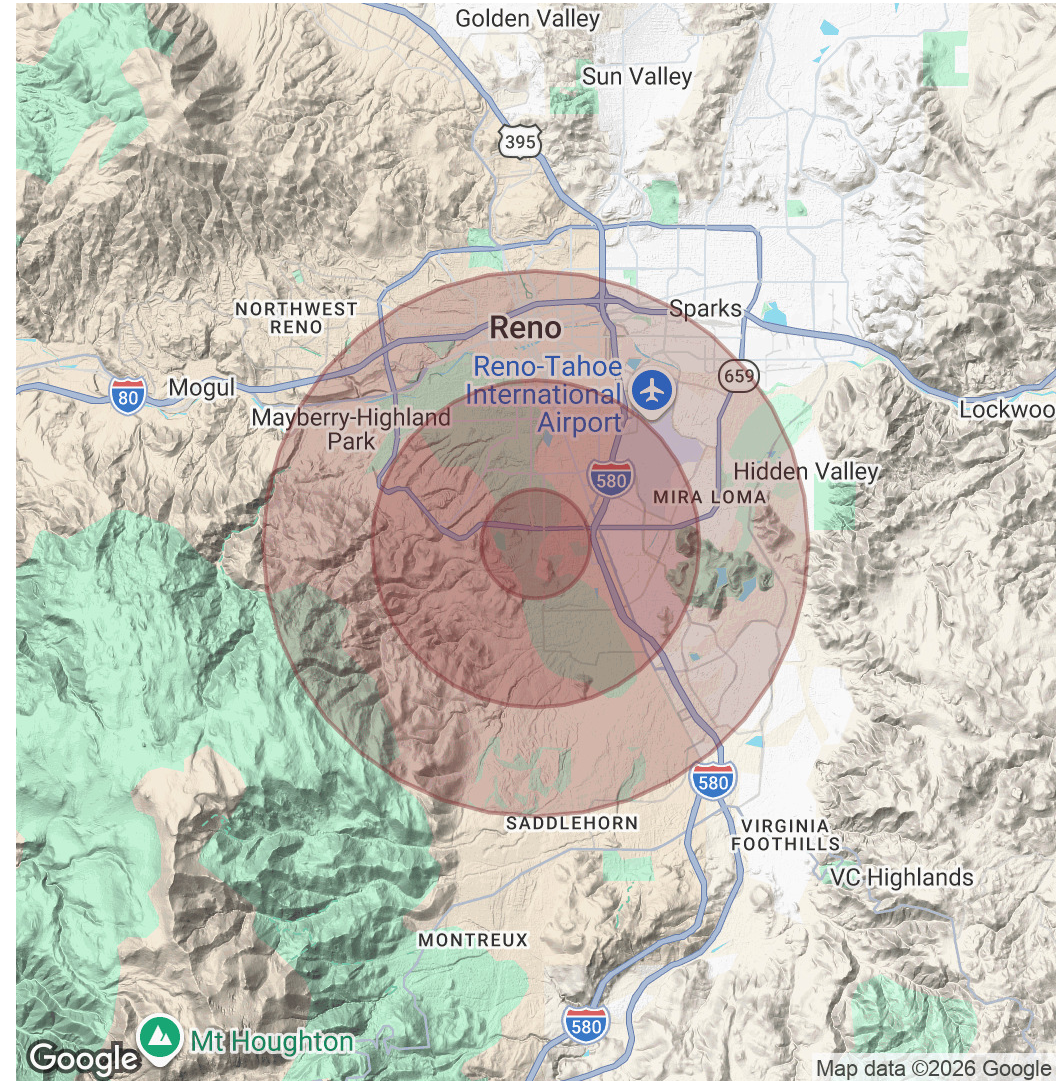 Golden Valley
Sun Valley
395
NORTHWEST
RENO
Sparks
Reno
Reno-Tahoe
International
Airport
659
80
Mogul
Mayberry-Highland
Park
Lockwoo
580
Hidden Valley
MIRA LOMA
580
SADDLEHORN
VIRGINIA
FOOTHILLS
VC Highlands
MONTREUX
580
Mt Houghton
Google
Map data ©2026 Google